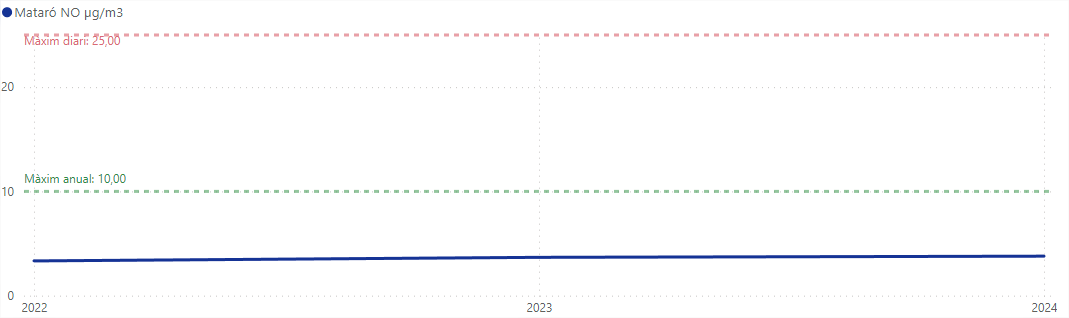 Mataró NO µg/m3
Màxim diari: 25,00
20
Màxim anual: 10,00
10
0
2022 2023 2024